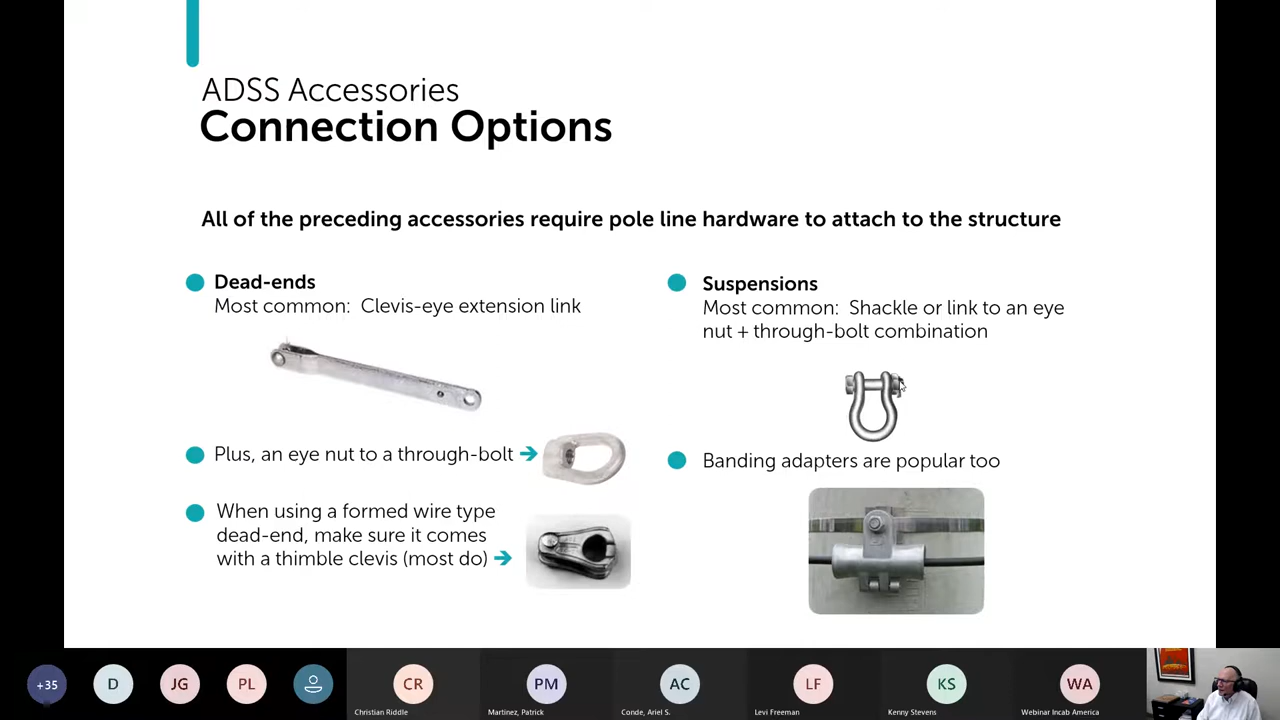 ADSS Accessories
Connection Options
All of the preceding accessories require pole line hardware to attach to the structure
Dead-ends
Most common: Clevis-eye extension link
Plus, an eye nut to a through-bolt ➔
When using a formed wire type
dead-end, make sure it comes
with a thimble clevis (most do) ➔
Suspensions
Most common: Shackle or link to an eye
nut + through-bolt combination
Banding adapters are popular too
+35
D
JG
PL
CR
Christian Riddle
PM
Martinez, Patrick
AC
Conde, Ariel S.
LF
Levi Freeman
KS
Kenny Stevens
WA
Webinar Incab America